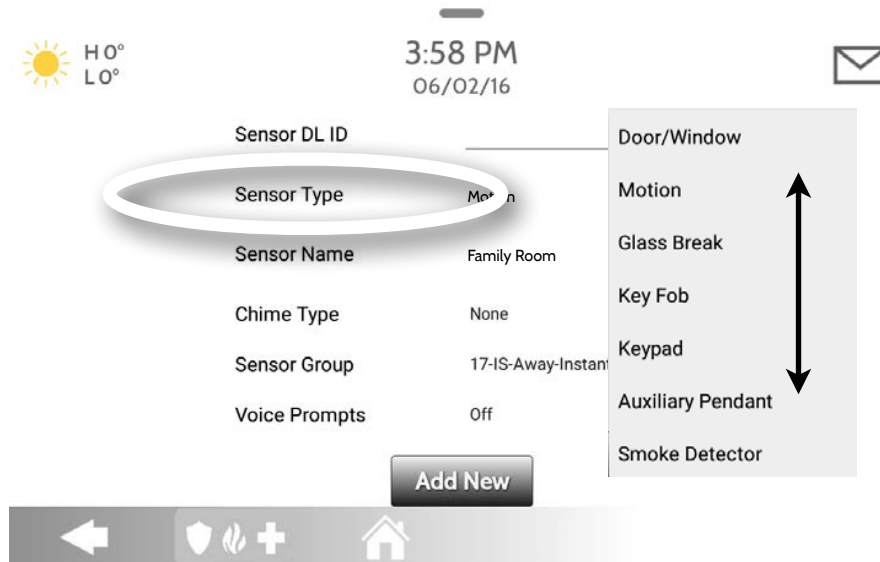 H 0°
L 0°
3:58 PM
06/02/16
Sensor DL ID
Sensor Type
Sensor Name Family Room
Chime Type None
Sensor Group 17-IS-Away-Instant
Voice Prompts Off
Door/Window
Motion
Glass Break
Key Fob
Keypad
Auxiliary Pendant
Smoke Detector
Add New